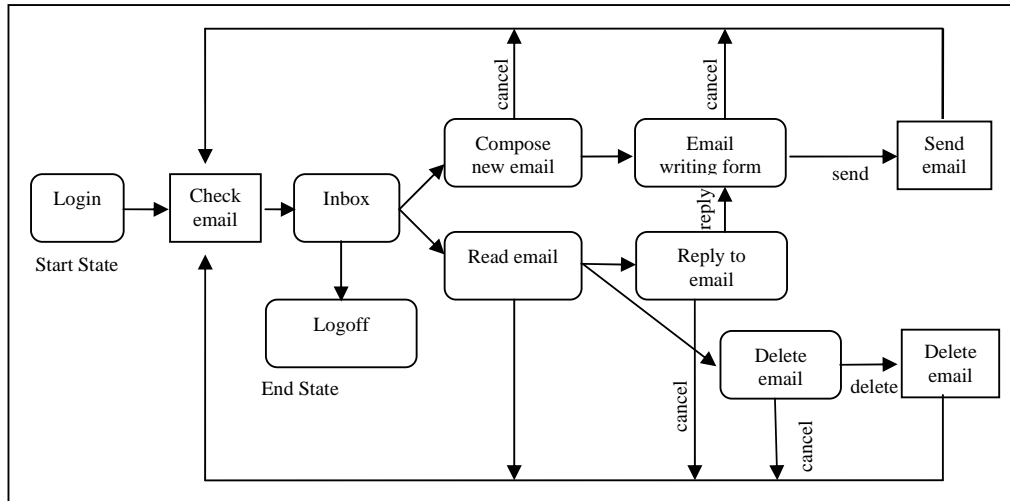 cancel
cancel
Compose
new email
Email
writing form
Send
email
send
Login
Check
email
Inbox
reply
Start State
Read email
Reply to
email
Logoff
End State
Delete
email
delete
Delete
email
cancel
cancel